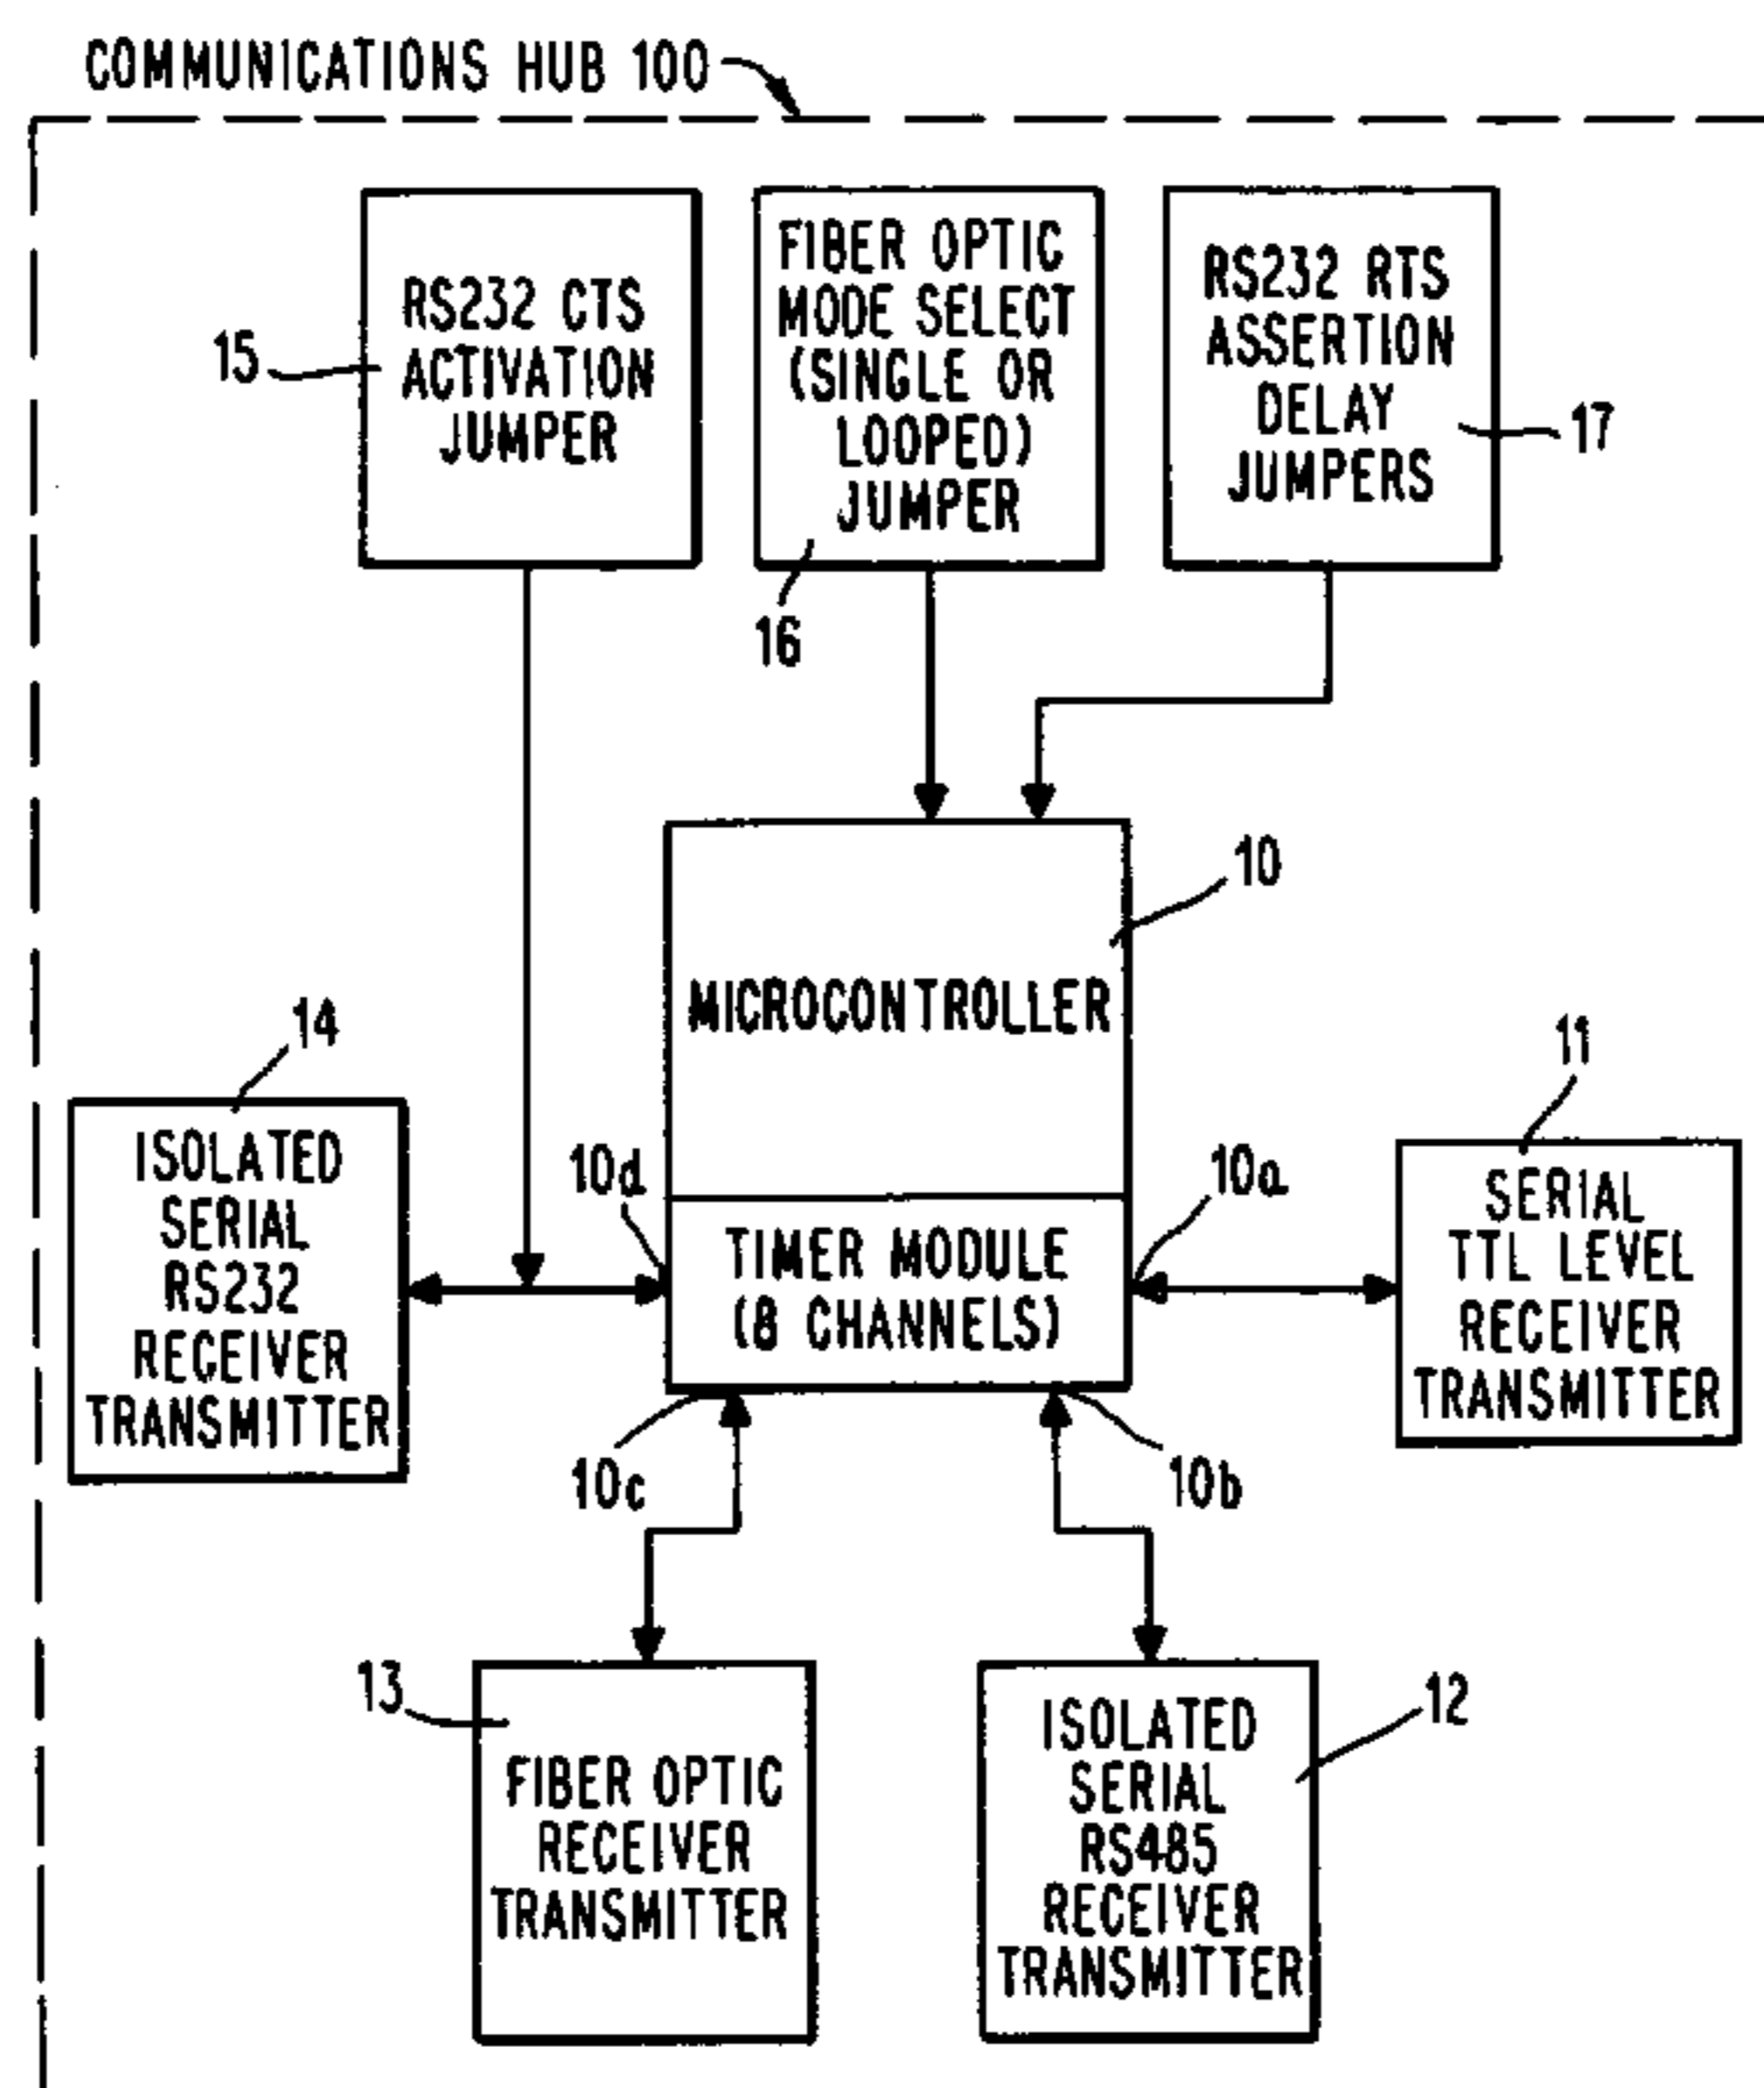 COMMUNICATIONS HUB 100
RS232 CTS
ACTIVATION
JUMPER
15
FIBER OPTIC
MODE SELECT
(SINGLE OR
LOOPED)
JUMPER
16
RS232 RTS
ASSERTION
DELAY
JUMPERS
17
10
MICROCONTROLLER
14
ISOLATED
SERIAL
RS232
RECEIVER
TRANSMITTER
10d
TIMER MODULE
(8 CHANNELS)
10a
11
SERIAL
TTL LEVEL
RECEIVER
TRANSMITTER
10c
10b
13
FIBER OPTIC
RECEIVER
TRANSMITTER
12
ISOLATED
SERIAL
RS485
RECEIVER
TRANSMITTER